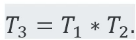 T₃ = T₁ * T₂.